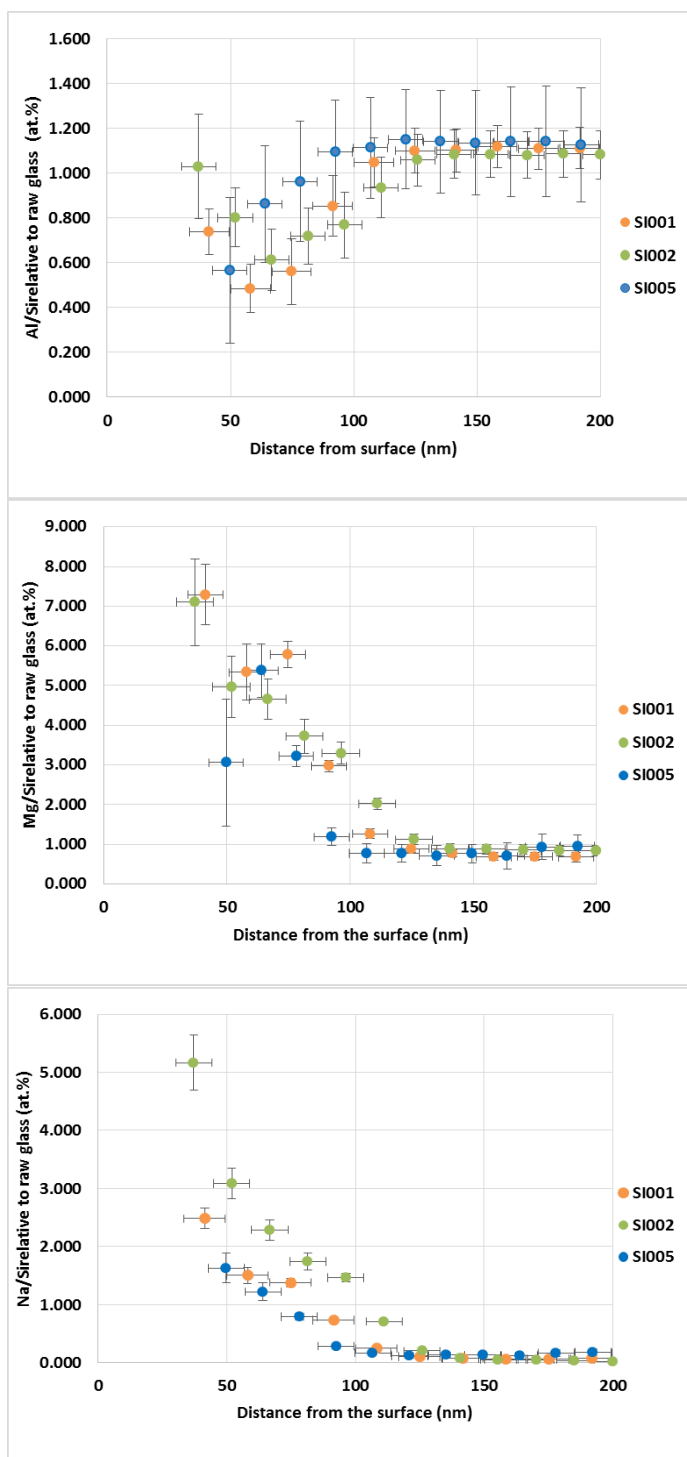 Al/Sirelative to raw glass (at.%)
1.600
1.400
1.200
1.000
0.800
0.600
0.400
0.200
0.000
0 50 100 150 200
Distance from surface (nm)
SI001
SI002
SI005
Mg/Sirelative to raw glass (at.%)
9.000
8.000
7.000
6.000
5.000
4.000
3.000
2.000
1.000
0.000
0 50 100 150 200
Distance from the surface (nm)
SI001
SI002
SI005
Na/Sirelative to raw glass (at.%)
6.000
5.000
4.000
3.000
2.000
1.000
0.000
0 50 100 150 200
Distance from the surface (nm)
SI001
SI002
SI005